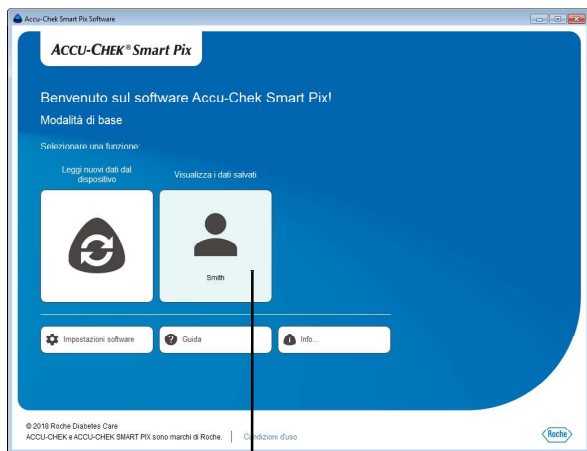 Accu-Chek Smart Pix Software
ACCU-CHEK® Smart Pix
Benvenuto sul software Accu-Chek Smart Pix!
Modalità di base
Selezionare una funzione:
Leggi nuovi dati dal
dispositivo
Visualizza i dati salvati
Smith
Impostazioni software
Guida
Info...
© 2018 Roche Diabetes Care
ACCU-CHEK e ACCU-CHEK SMART PIX sono marchi di Roche.
Condizioni d'uso
Roche